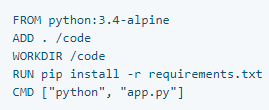 FROM python:3.4-alpine
ADD . /code
WORKDIR /code
RUN pip install -r requirements.txt
CMD ["python", "app.py"]